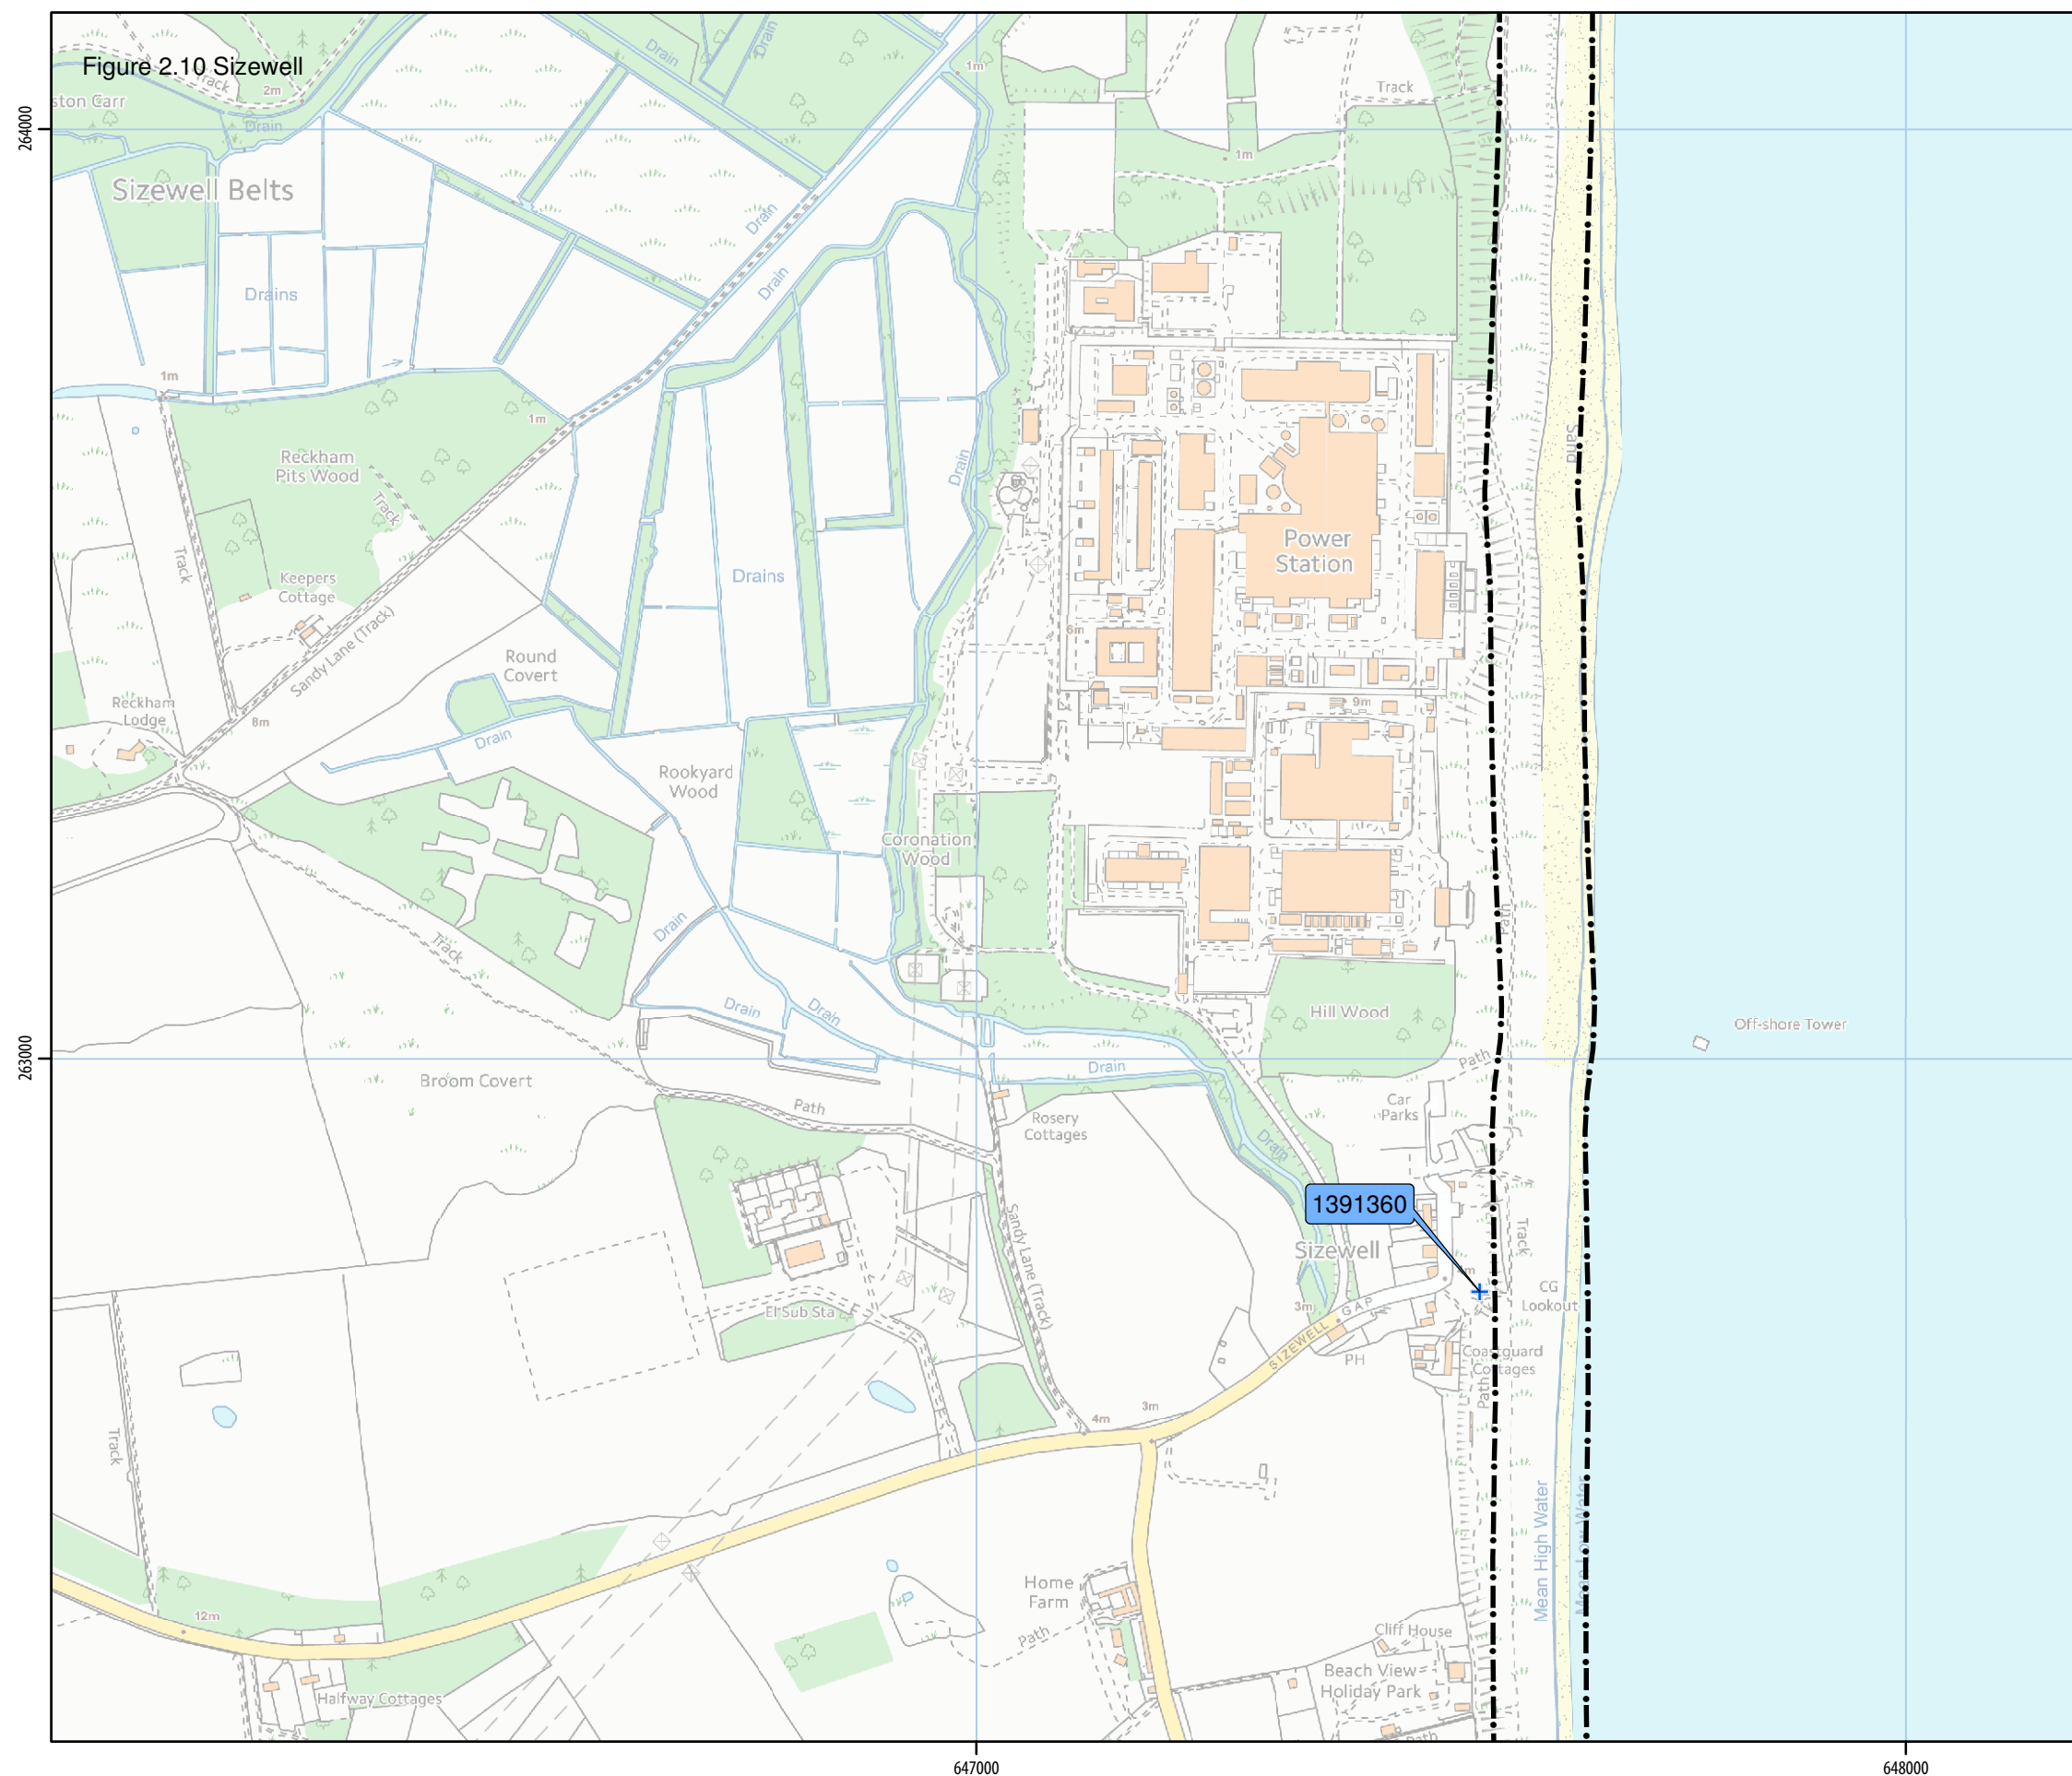 Figure 2.10 Sizewell
Track
2m
ston Carr
Drain
Drain
Drain
1m
Track
264000
1m
Sizewell Belts
Drain
Drain
Drains
1m
1m
Sand
Reckham
Pits Wood
Track
Drain
Power
Station
Track
Drains
Keepers
Cottage
Sandy Lane (Track)
6m
Round
Covert
Reckham
Lodge
8m
9m
Drain
Rookyard
Wood
Coronation
Wood
Drain
Track
Path
Drain
Drain
Hill Wood
Off-shore Tower
263000
Path
Drain
Broom Covert
Path
Car
Parks
Rosery
Cottages
Drain
1391360
Sandy Lane (Track)
Track
Sizewell
CG
Lookout
3m
El Sub Sta
SIZEWELL GAP
PH
Coastguard
Cottages
Path
3m
4m
Track
Mean High Water
Mean Low Water
12m
Home
Farm
Path
Cliff House
Beach View
Holiday Park
Halfway Cottages
Path
647000
648000